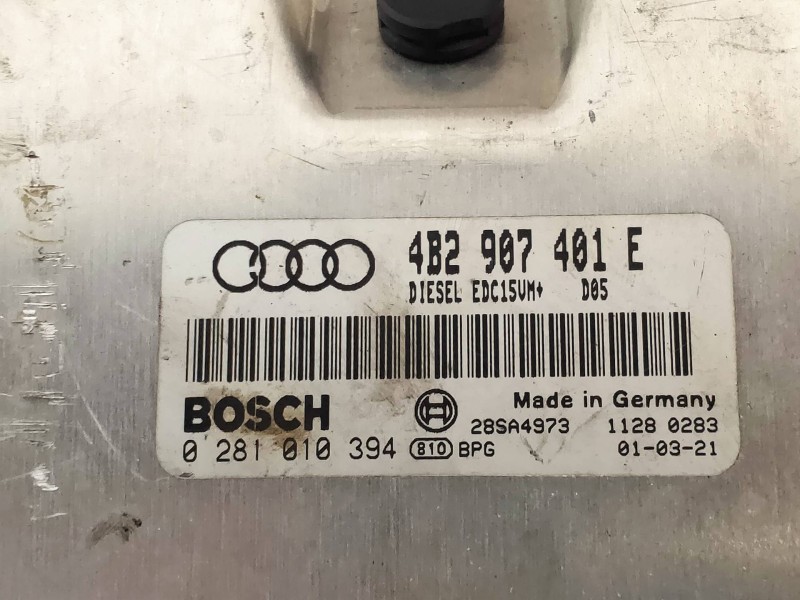 4B2 907 401 E
DIESEL EDC15VM+ D05
BOSCH Made in Germany
28SA4973 1128 0283
0 281 010 394 810 BPG 01-03-21